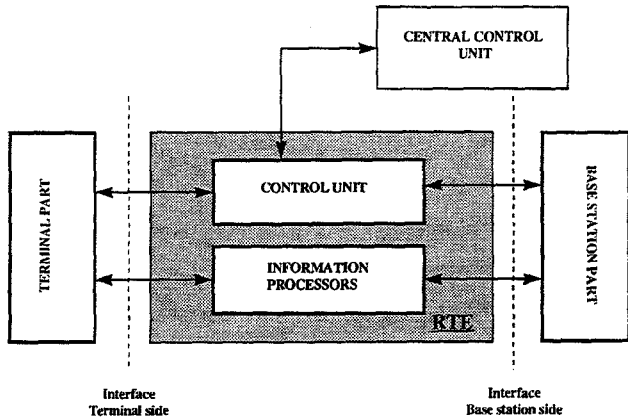 CENTRAL CONTROL
UNIT
TERMINAL PART
CONTROL UNIT
BASE STATION PART
INFORMATION
PROCESSORS
RTE
Interface
Terminal side
Interface
Base station side